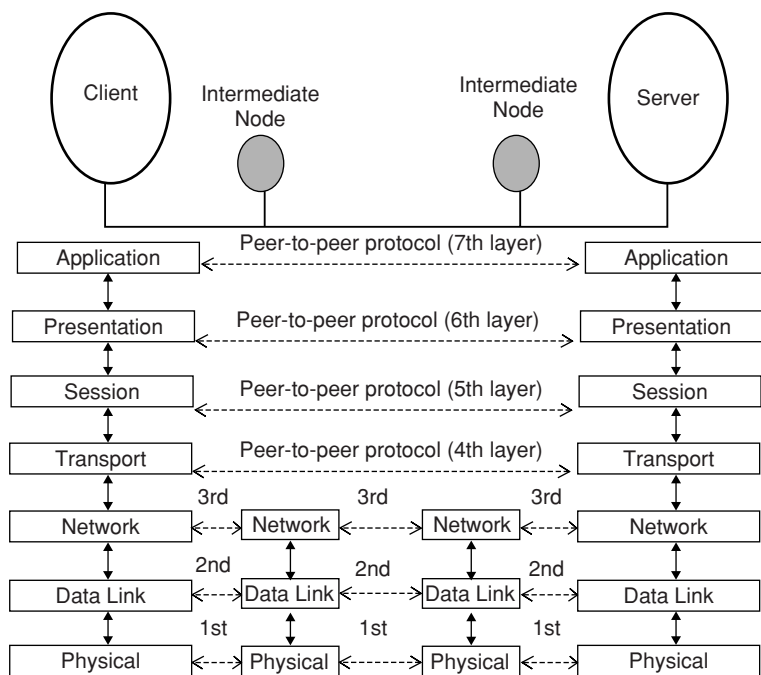 Client
Intermediate
Node
Intermediate
Node
Server
Application
Peer-to-peer protocol (7th layer)
Application
Presentation
Peer-to-peer protocol (6th layer)
Presentation
Session
Peer-to-peer protocol (5th layer)
Session
Transport
Peer-to-peer protocol (4th layer)
Transport
3rd
3rd
3rd
Network
Network
Network
Network
2nd
2nd
2nd
Data Link
Data Link
Data Link
Data Link
1st
1st
1st
Physical
Physical
Physical
Physical